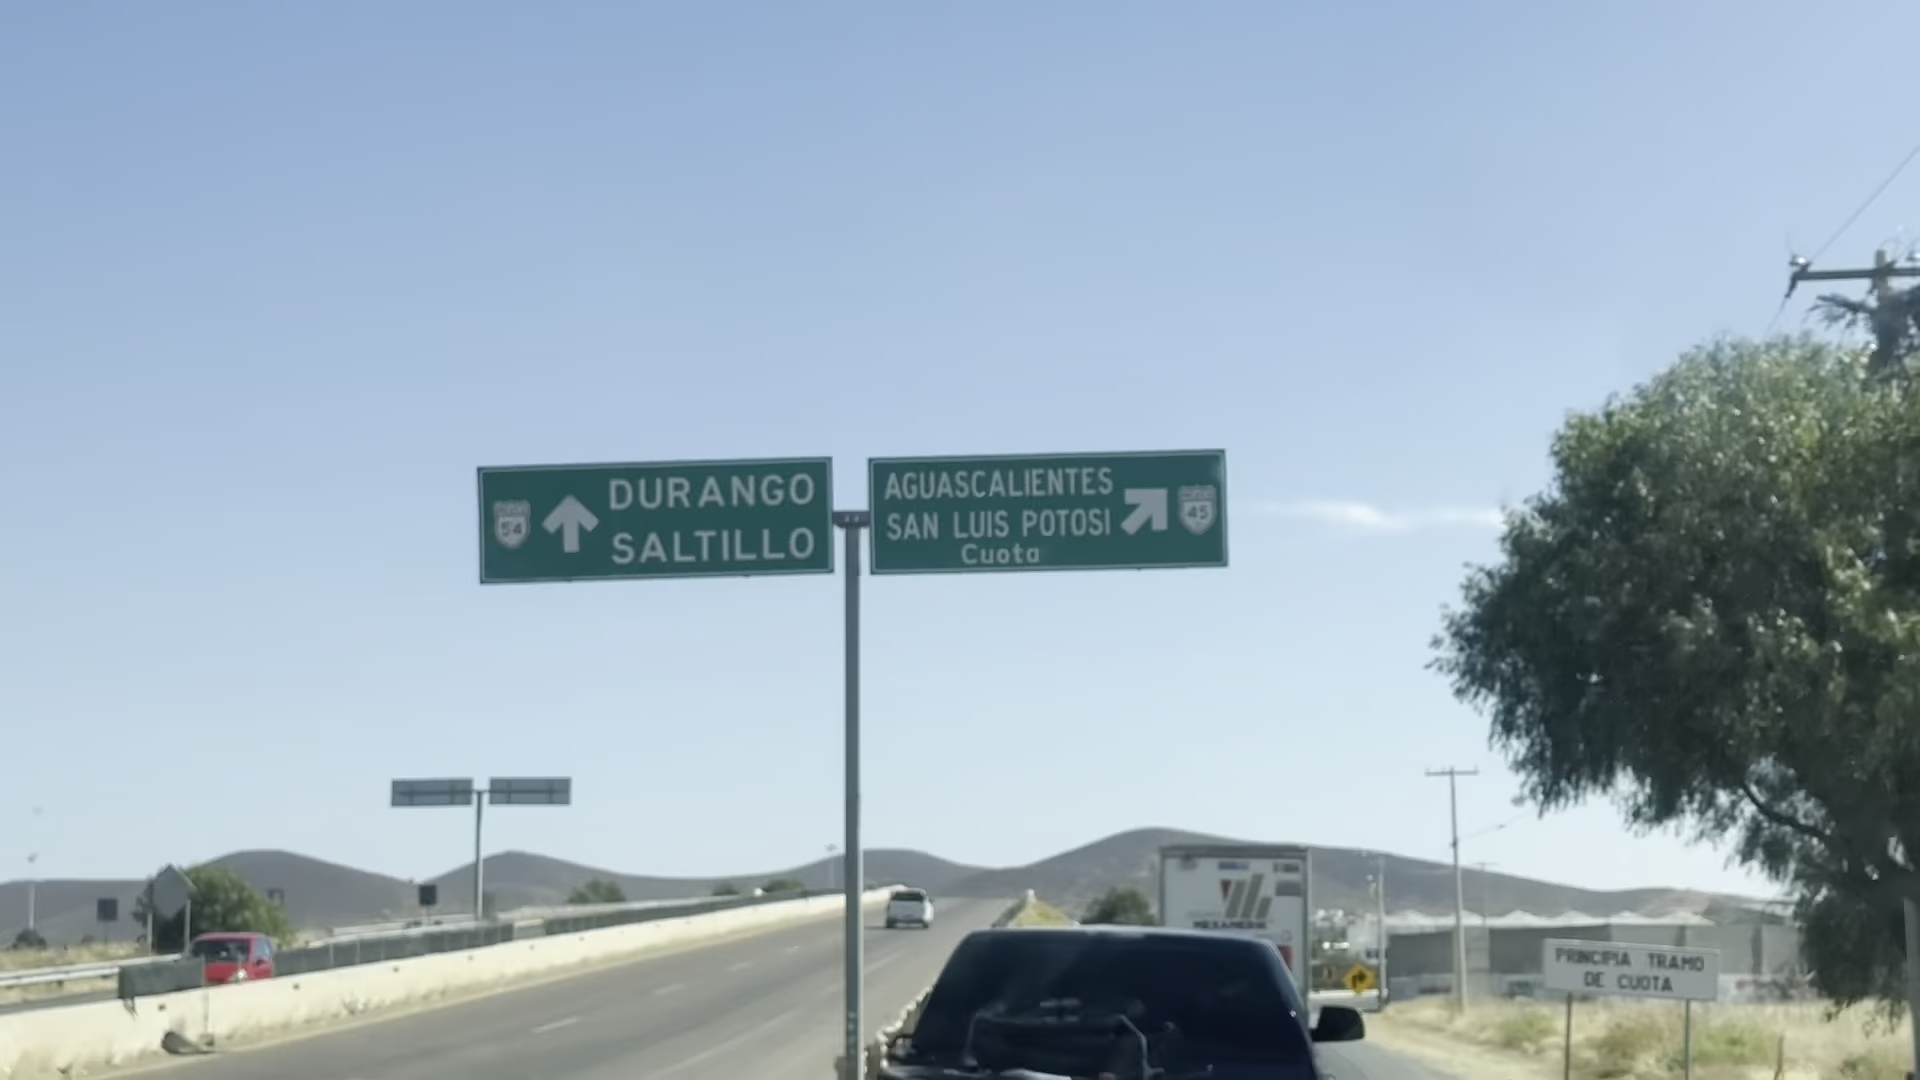 54
DURANGO
SALTILLO
AGUASCALIENTES
SAN LUIS POTOSI
Cuota
45
PRINCIPIA TRAMO
DE CUOTA